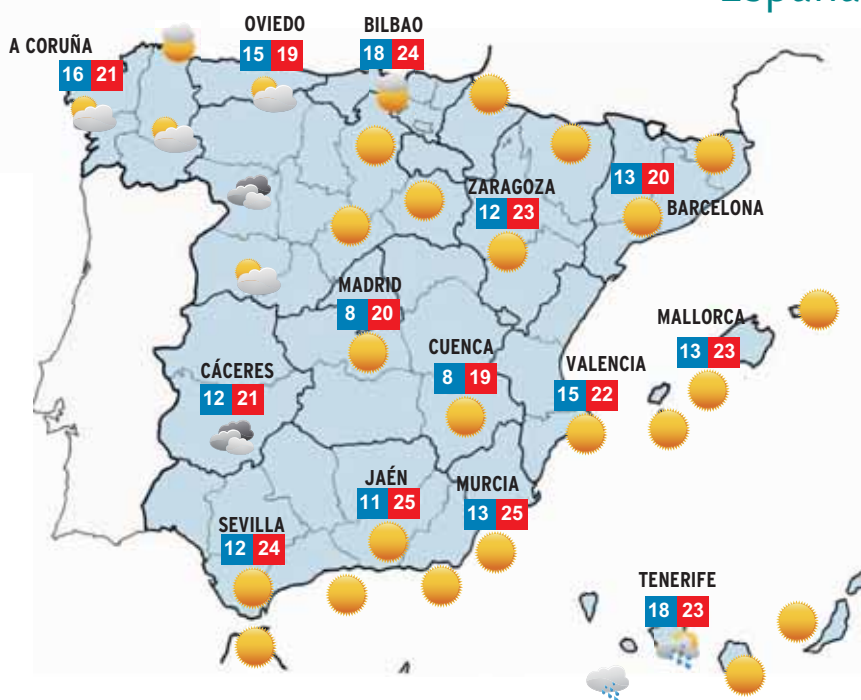 España
OVIEDO
15 19
BILBAO
18 24
A CORUÑA
16 21
ZARAGOZA
12 23
13 20
BARCELONA
MADRID
8 20
CUENCA
8 19
MALLORCA
13 23
VALENCIA
15 22
CÁCERES
12 21
JAÉN
11 25
MURCIA
13 25
SEVILLA
12 24
TENERIFE
18 23